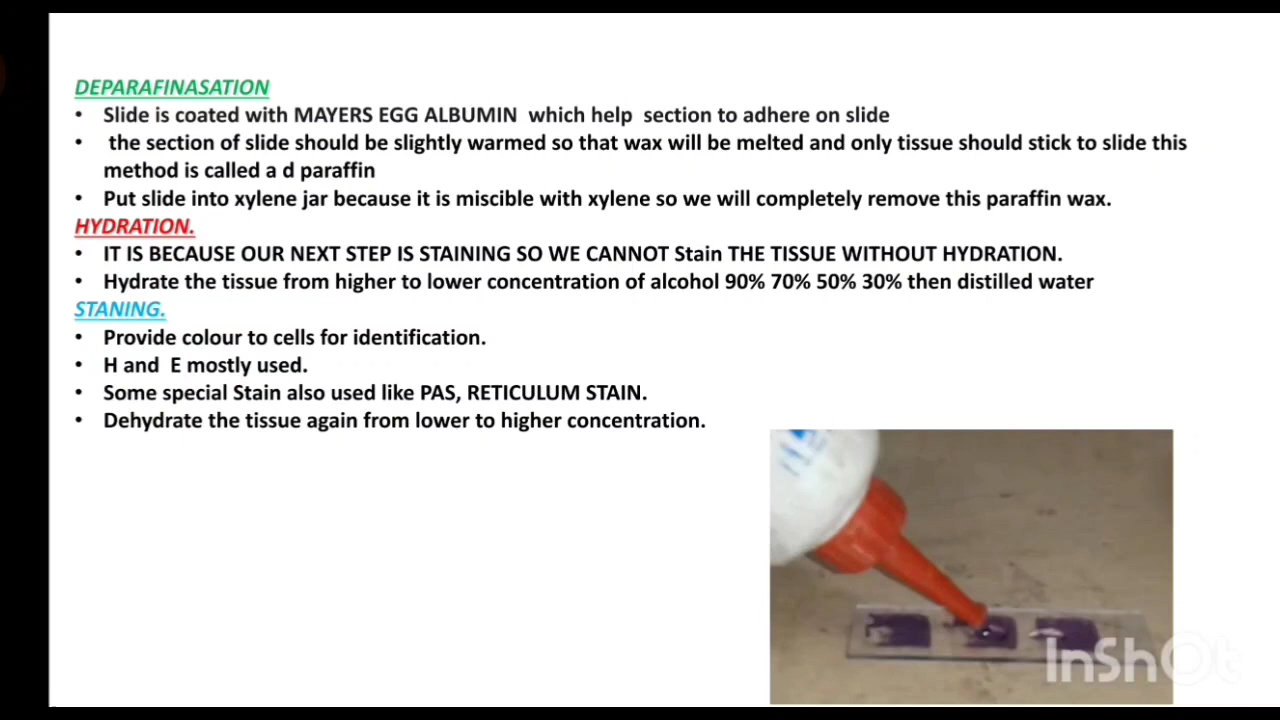 DEPARAFINASATION
• Slide is coated with MAYERS EGG ALBUMIN which help section to adhere on slide
• the section of slide should be slightly warmed so that wax will be melted and only tissue should stick to slide this
method is called a d paraffin
• Put slide into xylene jar because it is miscible with xylene so we will completely remove this paraffin wax.
HYDRATION.
• IT IS BECAUSE OUR NEXT STEP IS STAINING SO WE CANNOT Stain THE TISSUE WITHOUT HYDRATION.
• Hydrate the tissue from higher to lower concentration of alcohol 90% 70% 50% 30% then distilled water
STANING.
• Provide colour to cells for identification.
• H and E mostly used.
• Some special Stain also used like PAS, RETICULUM STAIN.
• Dehydrate the tissue again from lower to higher concentration.
InShOt